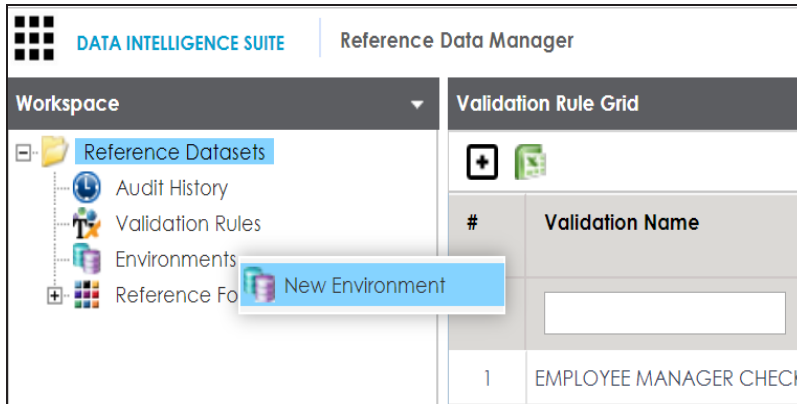 DATA INTELLIGENCE SUITE
Reference Data Manager
Workspace
Validation Rule Grid
Reference Datasets
Audit History
Validation Rules
Environments
New Environment
Reference Fo
#
Validation Name
1
EMPLOYEE MANAGER CHECK